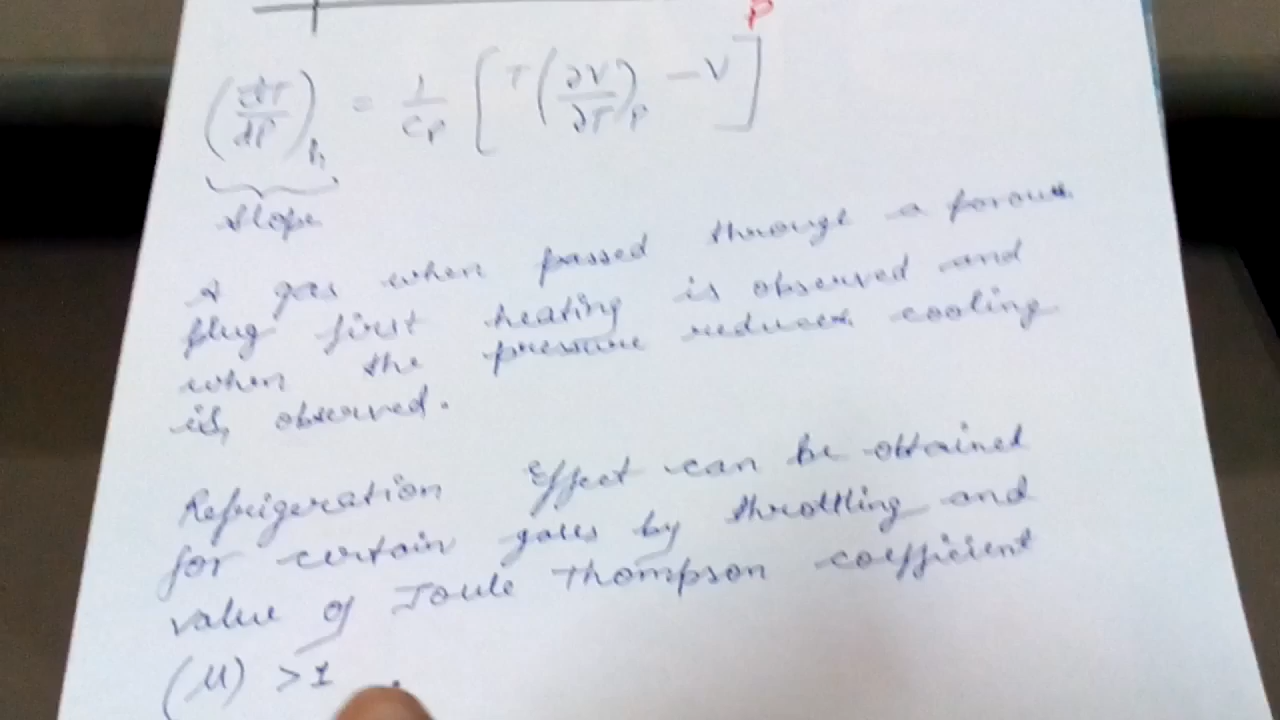 P
(∂T/∂P)h = 1/CP [T(∂V/∂T)P − V]
slope
A gas when passed through a porous
plug first heating is observed and
when the pressure reduces cooling
is observed.
Refrigeration Effect can be obtained
for certain gases by throttling and
value of Joule Thompson coefficient
(μ) >1 .